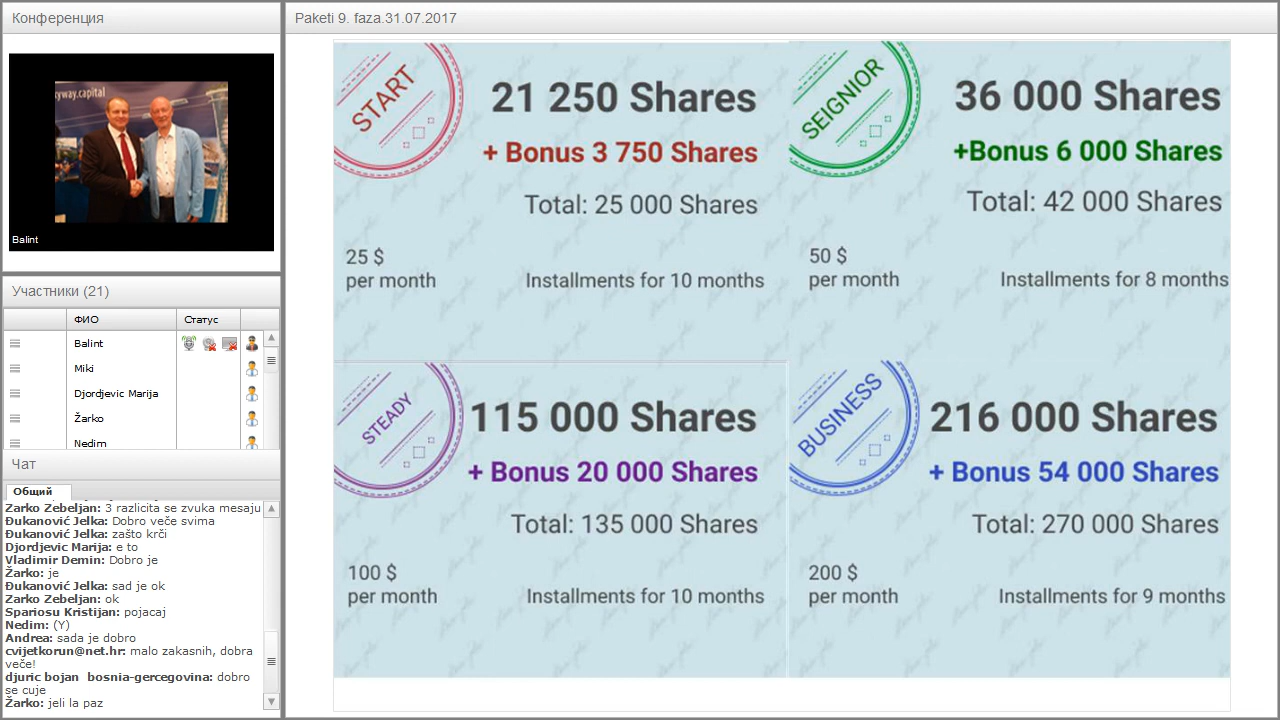 Конференция
skyway.capital
Balint
Участники (21)
ФИО
Статус
Balint
Miki
Djordjevic Marija
Žarko
Nedim
Чат
Общий
Zarko Zebeljan: 3 razlicita se zvuka mesaju
Đukanović Jelka: Dobro veče svima
Đukanović Jelka: zašto krči
Djordjevic Marija: e to
Vladimir Demin: Dobro je
Žarko: je
Đukanović Jelka: sad je ok
Zarko Zebeljan: ok
Spariosu Kristijan: pojacaj
Nedim: (Y)
Andrea: sada je dobro
cvijetkorun@net.hr: malo zakasnih, dobra
veče!
djuric bojan  bosnia-gercegovina: dobro
se cuje
Žarko: jeli la paz
Paketi 9. faza.31.07.2017
START
21 250 Shares
+ Bonus 3 750 Shares
Total: 25 000 Shares
25 $
per month
Installments for 10 months
SEIGNIOR
36 000 Shares
+Bonus 6 000 Shares
Total: 42 000 Shares
50 $
per month
Installments for 8 months
STEADY
115 000 Shares
+ Bonus 20 000 Shares
Total: 135 000 Shares
100 $
per month
Installments for 10 months
BUSINESS
216 000 Shares
+ Bonus 54 000 Shares
Total: 270 000 Shares
200 $
per month
Installments for 9 months